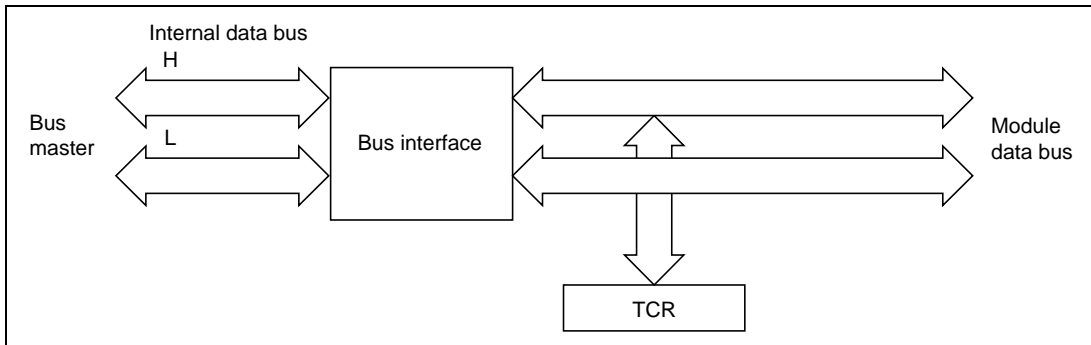 Internal data bus
H
Bus
master
L
Bus interface
Module
data bus
TCR